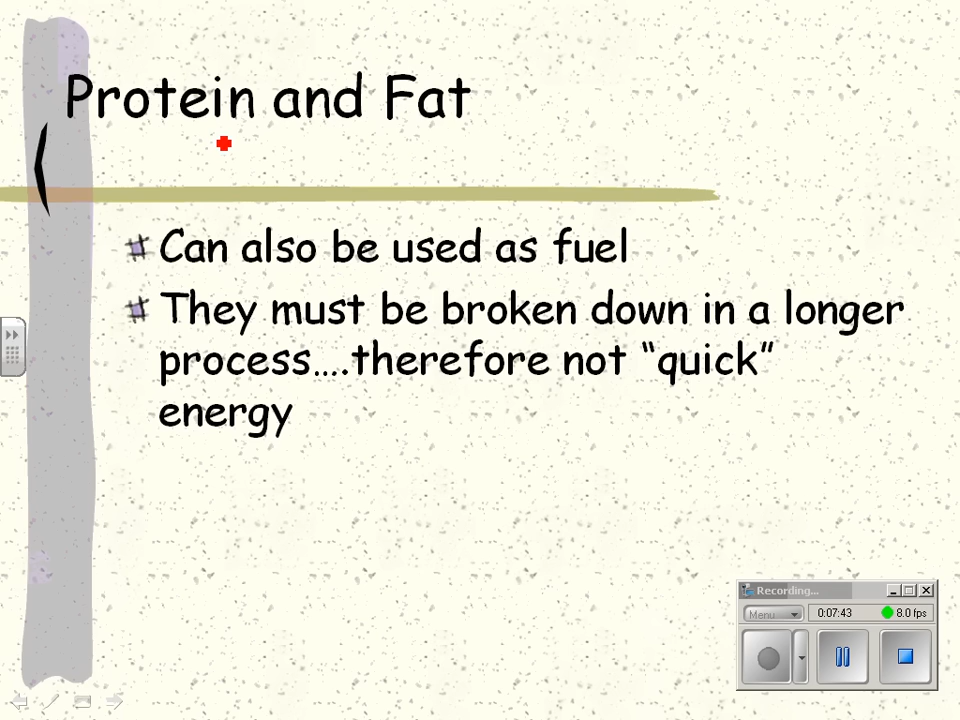 Protein and Fat
Can also be used as fuel
They must be broken down in a longer
process….therefore not “quick”
energy
Recording...
Menu
0:07:43
8.0 fps